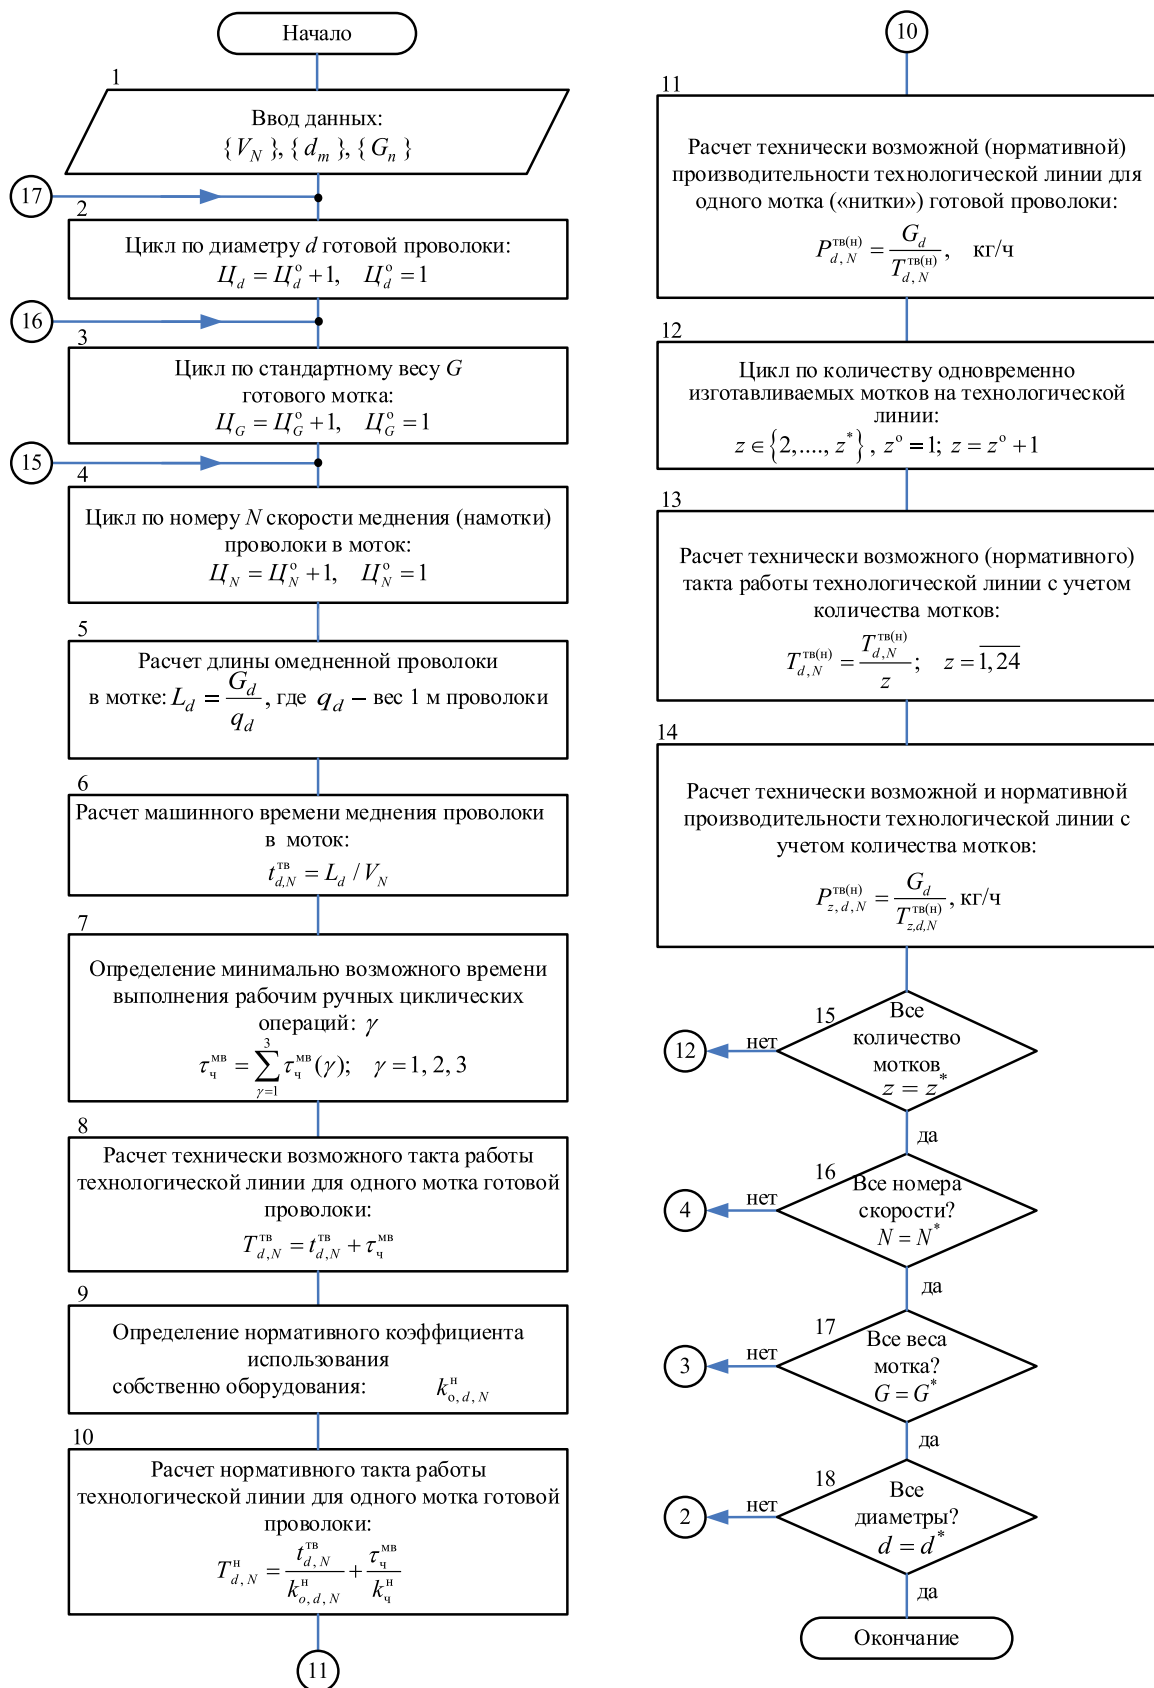 Начало
1
Ввод данных:
{V_N}, {d_m}, {G_n}
17
2
Цикл по диаметру d готовой проволоки:
Ц_d = Ц_d^о + 1, Ц_d^о = 1
16
3
Цикл по стандартному весу G
готового мотка:
Ц_G = Ц_G^о + 1, Ц_G^о = 1
15
4
Цикл по номеру N скорости меднения (намотки)
проволоки в моток:
Ц_N = Ц_N^о + 1, Ц_N^о = 1
5
Расчет длины омедненной проволоки
в мотке: L_d = G_d / q_d, где q_d – вес 1 м проволоки
6
Расчет машинного времени меднения проволоки
в моток:
t_{d,N}^{тв} = L_d / V_N
7
Определение минимально возможного времени
выполнения рабочим ручных циклических
операций: γ
τ_ч^{мв} = ∑_{γ=1}^{3} τ_ч^{мв}(γ); γ = 1, 2, 3
8
Расчет технически возможного такта работы
технологической линии для одного мотка готовой
проволоки:
T_{d,N}^{тв} = t_{d,N}^{тв} + τ_ч^{мв}
9
Определение нормативного коэффициента
использования
собственно оборудования: k_{о,d,N}^{н}
10
Расчет нормативного такта работы
технологической линии для одного мотка готовой
проволоки:
T_{d,N}^{н} = t_{d,N}^{тв} / k_{o,d,N}^{н} + τ_ч^{мв} / k_ч^{н}
11
10
11
Расчет технически возможной (нормативной)
производительности технологической линии для
одного мотка («нитки») готовой проволоки:
P_{d,N}^{тв(н)} = G_d / T_{d,N}^{тв(н)}, кг/ч
12
Цикл по количеству одновременно
изготавливаемых мотков на технологической
линии:
z ∈ {2,...., z*}, z^о = 1; z = z^о + 1
13
Расчет технически возможного (нормативного)
такта работы технологической линии с учетом
количества мотков:
T_{d,N}^{тв(н)} = T_{d,N}^{тв(н)} / z; z = \overline{1,24}
14
Расчет технически возможной и нормативной
производительности технологической линии с
учетом количества мотков:
P_{z,d,N}^{тв(н)} = G_d / T_{z,d,N}^{тв(н)}, кг/ч
15
Все
количество
мотков
z = z*
нет
12
да
16
Все номера
скорости?
N = N*
нет
4
да
17
Все веса
мотка?
G = G*
нет
3
да
18
Все
диаметры?
d = d*
нет
2
да
Окончание